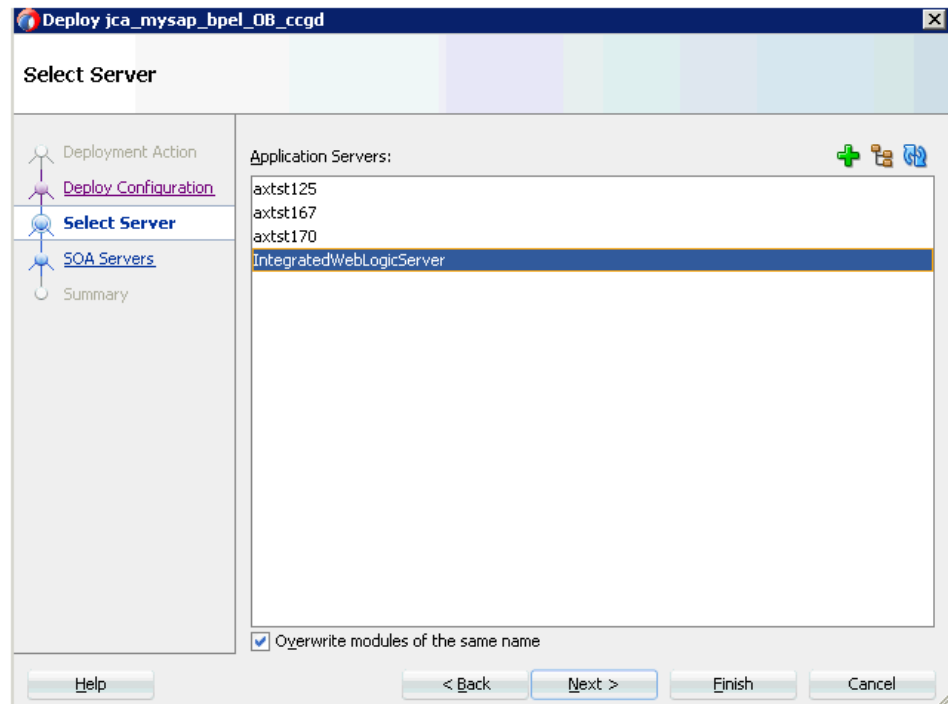 Deploy jca_mysap_bpel_OB_ccgd
Select Server
Deployment Action
Deploy Configuration
Select Server
SOA Servers
Summary
Application Servers:
axtst125
axtst167
axtst170
IntegratedWebLogicServer
Overwrite modules of the same name
Help
< Back
Next >
Finish
Cancel